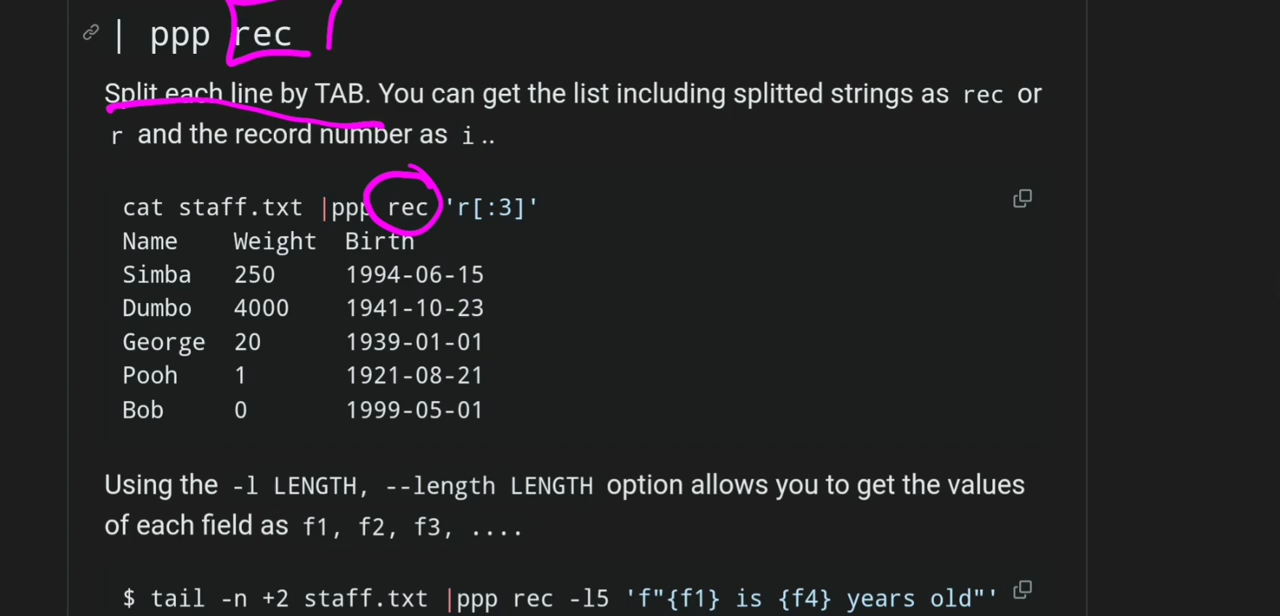 | ppp rec
Split each line by TAB. You can get the list including splitted strings as rec or
r and the record number as i ..
cat staff.txt |ppp rec 'r[:3]'
Name Weight Birth
Simba 250 1994-06-15
Dumbo 4000 1941-10-23
George 20 1939-01-01
Pooh 1 1921-08-21
Bob 0 1999-05-01
Using the -l LENGTH, --length LENGTH option allows you to get the values
of each field as f1, f2, f3, ....
$ tail -n +2 staff.txt |ppp rec -l5 'f"{f1} is {f4} years old"'